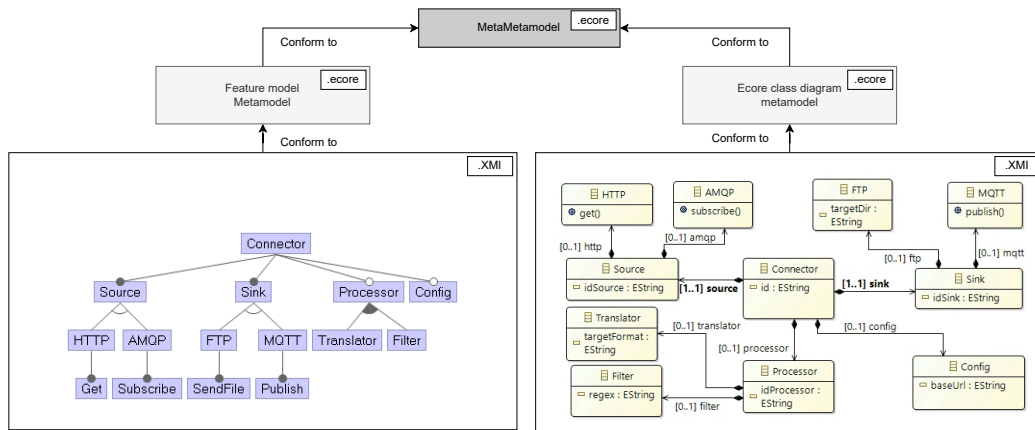 MetaMetamodel
.ecore
Conform to
Conform to
Feature model
Metamodel
.ecore
Ecore class diagram
metamodel
.ecore
Conform to
Conform to
.XMI
Connector
Source
Sink
Processor
Config
HTTP
AMQP
FTP
MQTT
Translator
Filter
Get
Subscribe
SendFile
Publish
.XMI
HTTP
get()
AMQP
subscribe()
FTP
targetDir :
EString
MQTT
publish()
[0..1] http
[0..1] amqp
[0..1] ftp
[0..1] mqtt
Source
idSource : EString
[1..1] source
Connector
id : EString
[1..1] sink
Sink
idSink : EString
Translator
targetFormat :
EString
[0..1] translator
[0..1] processor
[0..1] config
Filter
regex : EString
[0..1] filter
Processor
idProcessor :
EString
Config
baseUrl : EString